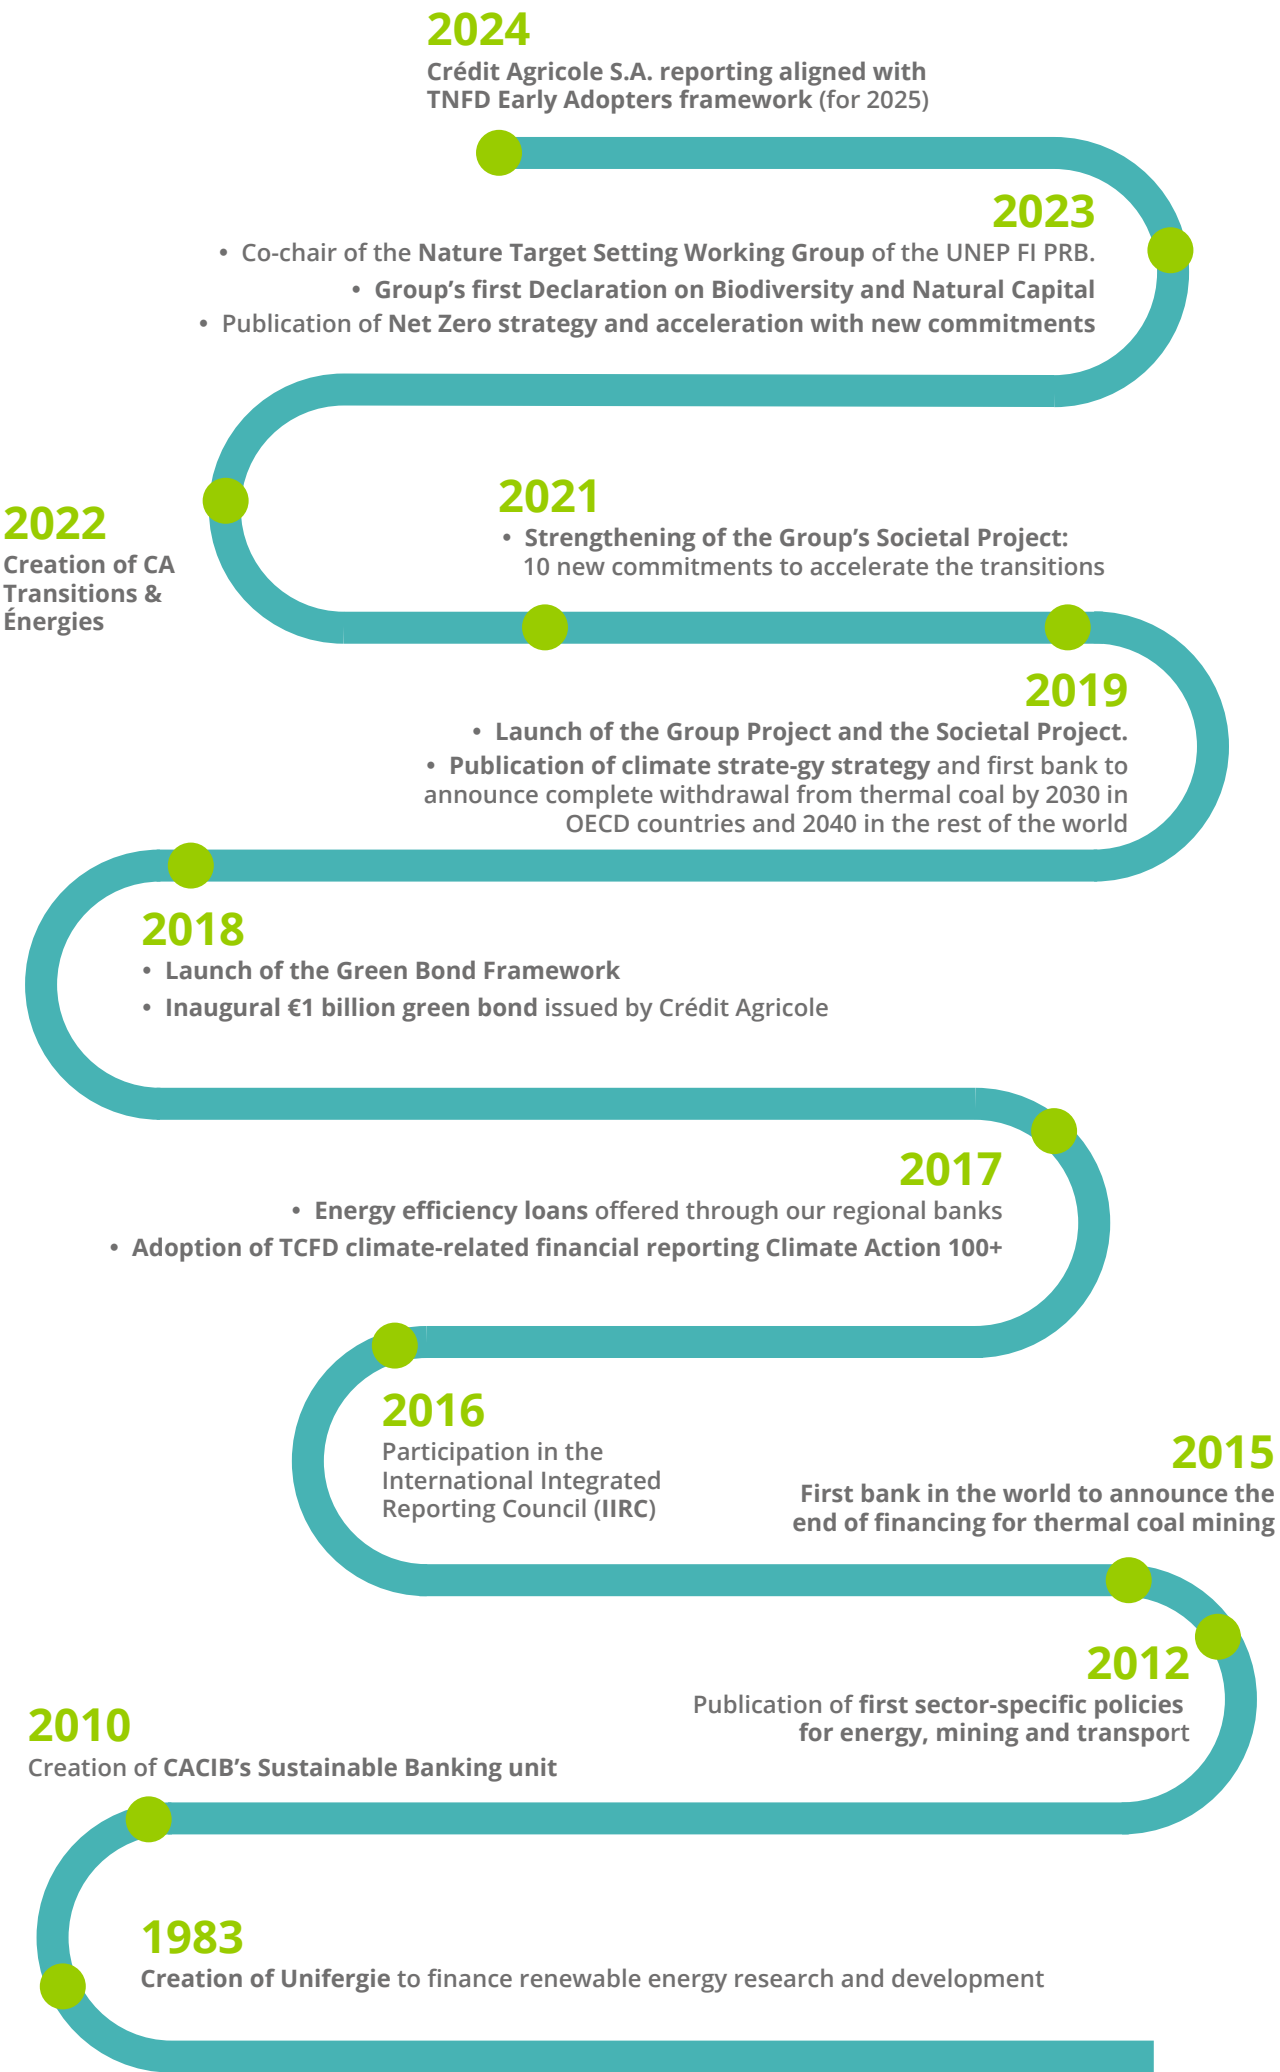 2024
Crédit Agricole S.A. reporting aligned with
TNFD Early Adopters framework (for 2025)
2023
• Co-chair of the Nature Target Setting Working Group of the UNEP FI PRB.
• Group's first Declaration on Biodiversity and Natural Capital
• Publication of Net Zero strategy and acceleration with new commitments
2022
Creation of CA
Transitions &
Énergies
2021
• Strengthening of the Group's Societal Project:
10 new commitments to accelerate the transitions
2019
• Launch of the Group Project and the Societal Project.
• Publication of climate strate-gy strategy and first bank to
announce complete withdrawal from thermal coal by 2030 in
OECD countries and 2040 in the rest of the world
2018
• Launch of the Green Bond Framework
• Inaugural €1 billion green bond issued by Crédit Agricole
2017
• Energy efficiency loans offered through our regional banks
• Adoption of TCFD climate-related financial reporting Climate Action 100+
2016
Participation in the
International Integrated
Reporting Council (IIRC)
2015
First bank in the world to announce the
end of financing for thermal coal mining
2012
Publication of first sector-specific policies
for energy, mining and transport
2010
Creation of CACIB's Sustainable Banking unit
1983
Creation of Unifergie to finance renewable energy research and development